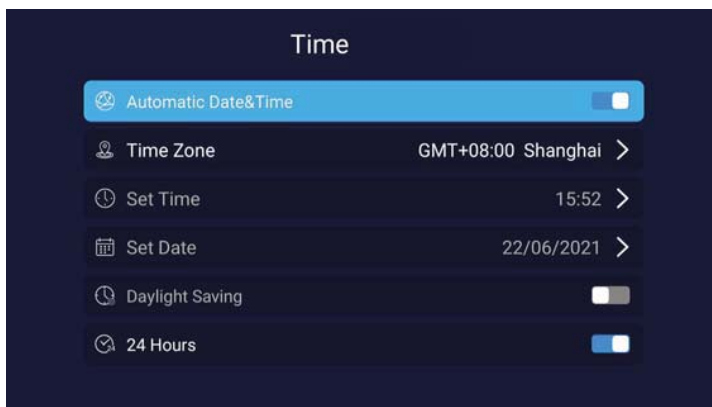 Time
Automatic Date&Time
Time Zone GMT+08:00 Shanghai
Set Time 15:52
Set Date 22/06/2021
Daylight Saving
24 Hours